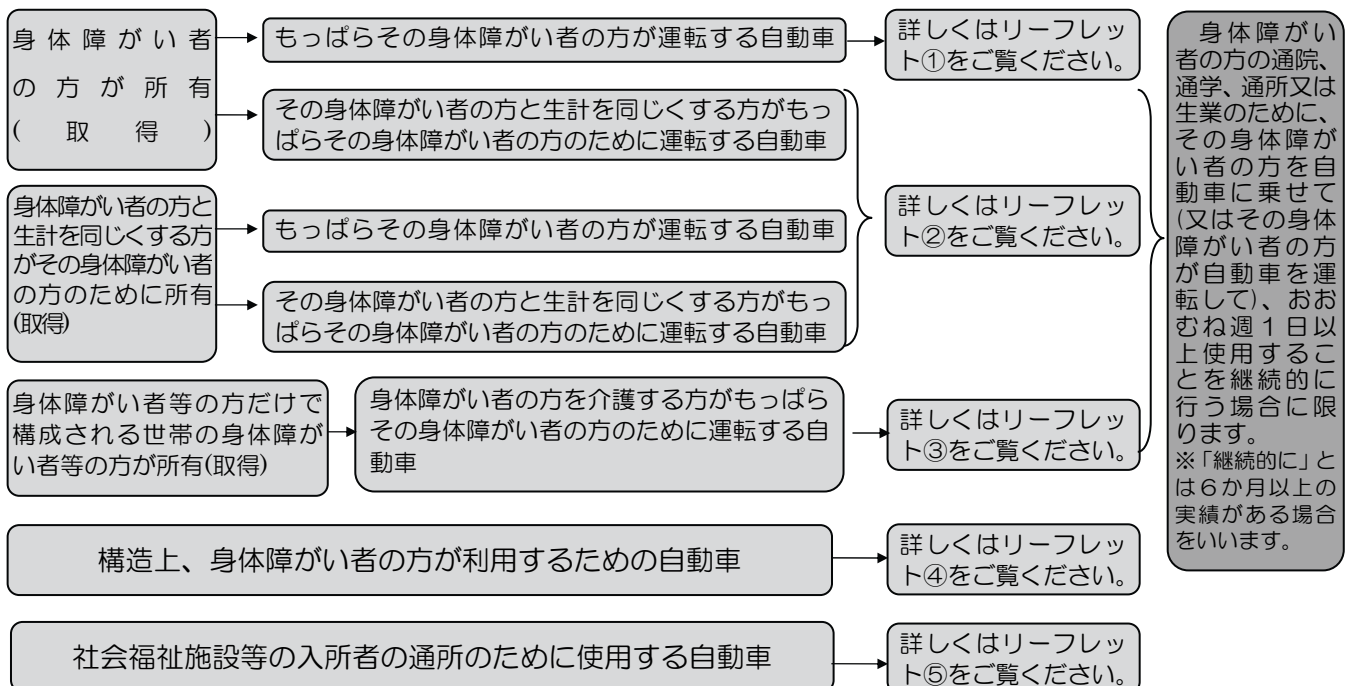 身体障がい者
の方が所有
(取得)
もっぱらその身体障がい者の方が運転する自動車
詳しくはリーフレッ
ト①をご覧ください。
その身体障がい者の方と生計を同じくする方がもっ
ぱらその身体障がい者の方のために運転する自動車
身体障がい者の方と
生計を同じくする方
がその身体障がい者
の方のために所有
(取得)
もっぱらその身体障がい者の方が運転する自動車
詳しくはリーフレッ
ト②をご覧ください。
その身体障がい者の方と生計を同じくする方がもっ
ぱらその身体障がい者の方のために運転する自動車
身体障がい者等の方だけで
構成される世帯の身体障が
い者等の方が所有(取得)
身体障がい者の方を介護する方がもっぱら
その身体障がい者の方のために運転する自
動車
詳しくはリーフレッ
ト③をご覧ください。
身体障がい
者の方の通院、
通学、通所又は
生業のために、
その身体障が
い者の方を自
動車に乗せて
(又はその身体
障がい者の方
が自動車を運
転して)、おお
むね週1日以
上使用するこ
とを継続的に
行う場合に限
ります。
※「継続的に」と
は6か月以上の
実績がある場合
をいいます。
構造上、身体障がい者の方が利用するための自動車
詳しくはリーフレッ
ト④をご覧ください。
社会福祉施設等の入所者の通所のために使用する自動車
詳しくはリーフレッ
ト⑤をご覧ください。